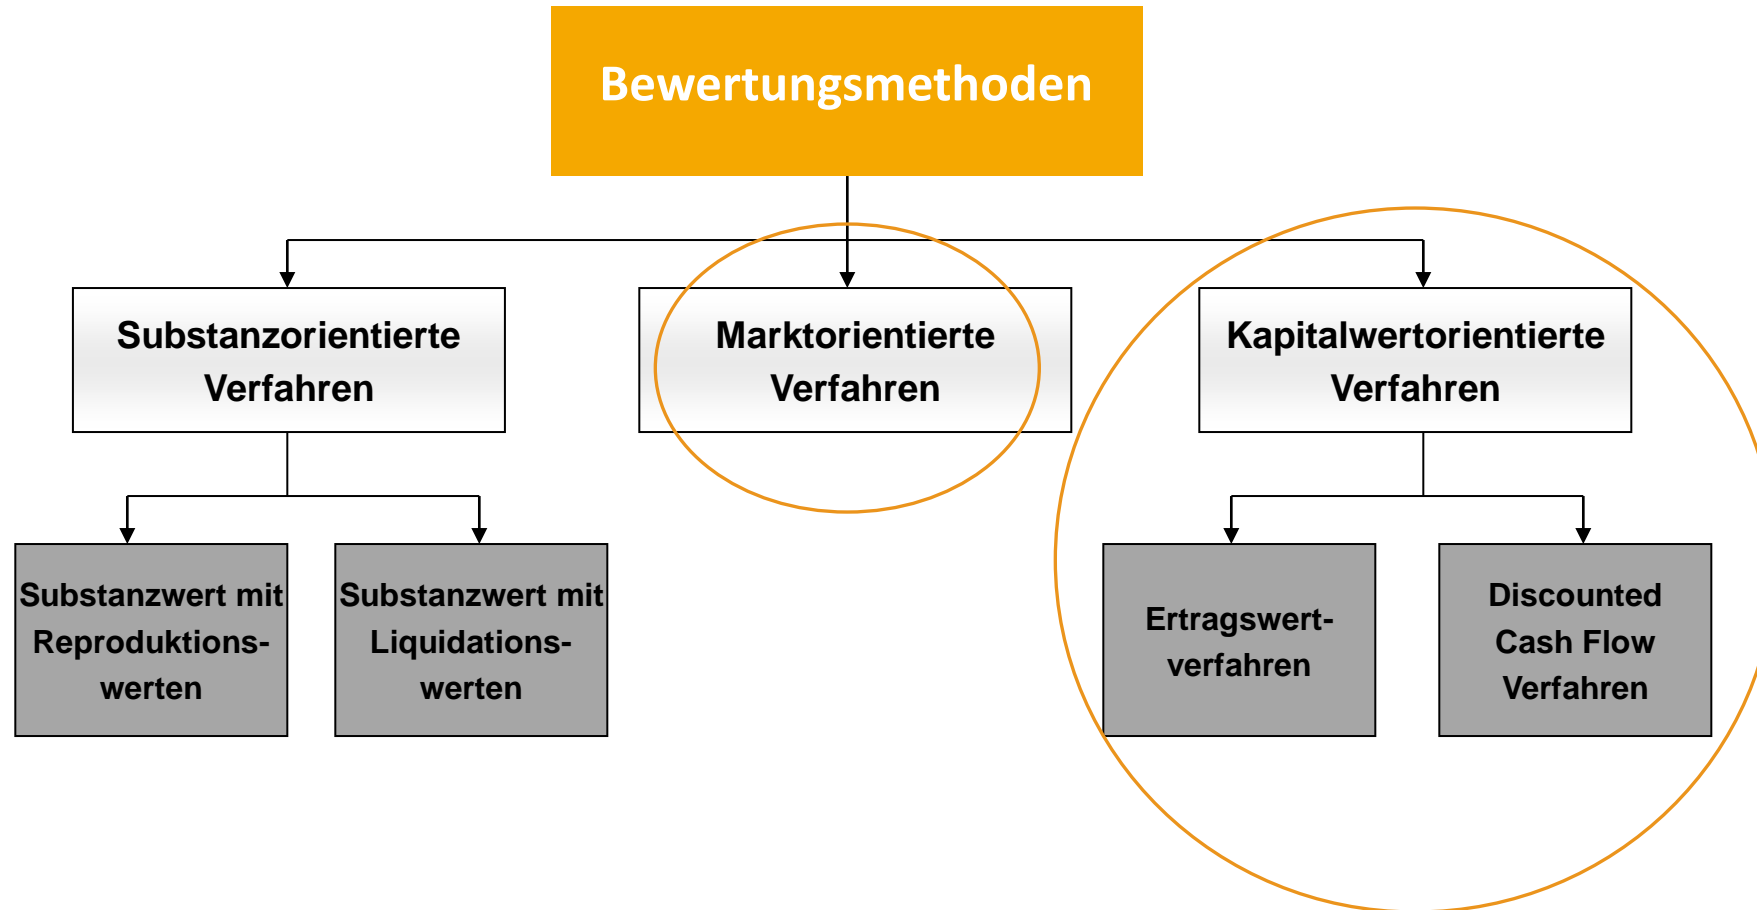 Bewertungsmethoden
Substanzorientierte
Verfahren
Marktorientierte
Verfahren
Kapitalwertorientierte
Verfahren
Substanzwert mit
Reproduktions-
werten
Substanzwert mit
Liquidations-
werten
Ertragswert-
verfahren
Discounted
Cash Flow
Verfahren